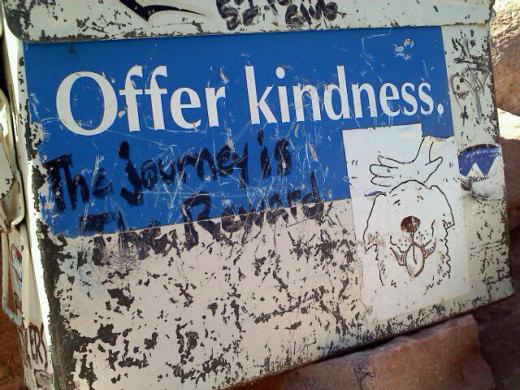 Offer kindness.
The journey is
The Reward